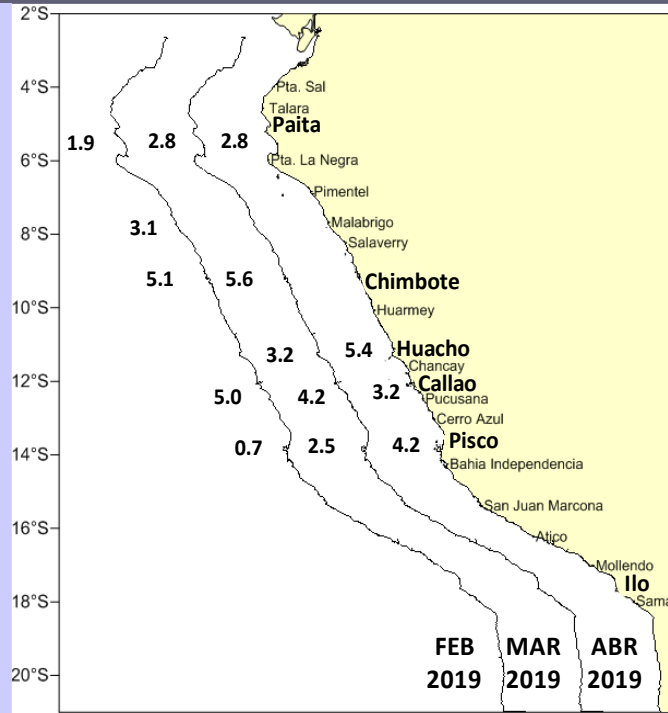 2°S
4°S
Pta. Sal
Talara
Paita
1.9 2.8 2.8
6°S
Pta. La Negra
Pimentel
Malabrigo
3.1
8°S
Salaverry
5.1 5.6 Chimbote
10°S
Huarmey
3.2 5.4 Huacho
Chancay
12°S
3.2 Callao
5.0 4.2 Pucusana
Cerro Azul
0.7 2.5 4.2 Pisco
14°S
Bahia Independencia
San Juan Marcona
16°S
Atico
Mollendo
Ilo
18°S
Sama
FEB MAR ABR
2019 2019 2019
20°S